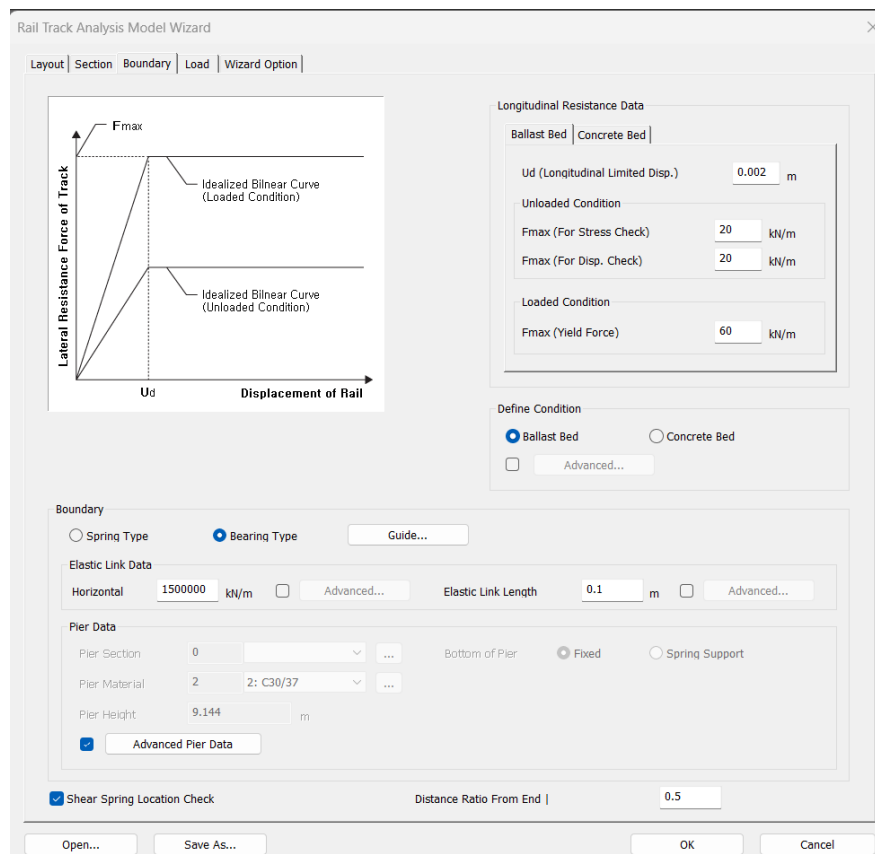 Rail Track Analysis Model Wizard
Layout Section Boundary Load Wizard Option
Fmax
Lateral Resistance Force of Track
Idealized Bilnear Curve
(Loaded Condition)
Idealized Bilnear Curve
(Unloaded Condition)
Ud
Displacement of Rail
Longitudinal Resistance Data
Ballast Bed Concrete Bed
Ud (Longitudinal Limited Disp.) 0.002 m
Unloaded Condition
Fmax (For Stress Check) 20 kN/m
Fmax (For Disp. Check) 20 kN/m
Loaded Condition
Fmax (Yield Force) 60 kN/m
Define Condition
Ballast Bed Concrete Bed
Advanced...
Boundary
Spring Type Bearing Type Guide...
Elastic Link Data
Horizontal 1500000 kN/m Advanced... Elastic Link Length 0.1 m Advanced...
Pier Data
Pier Section 0 ... Bottom of Pier Fixed Spring Support
Pier Material 2 2: C30/37 ...
Pier Height 9.144 m
Advanced Pier Data
Shear Spring Location Check Distance Ratio From End | 0.5
Open... Save As... OK Cancel